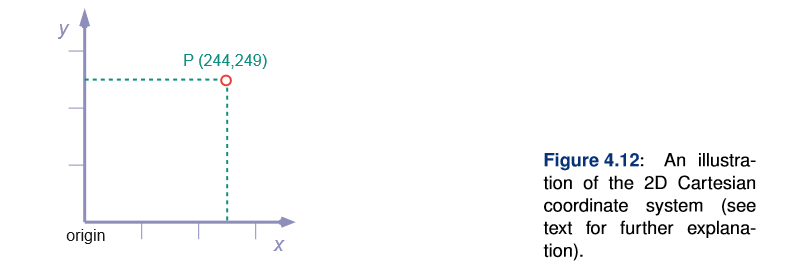 y
P (244,249)
origin
x
Figure 4.12: An illustra-
tion of the 2D Cartesian
coordinate system (see
text for further explana-
tion).